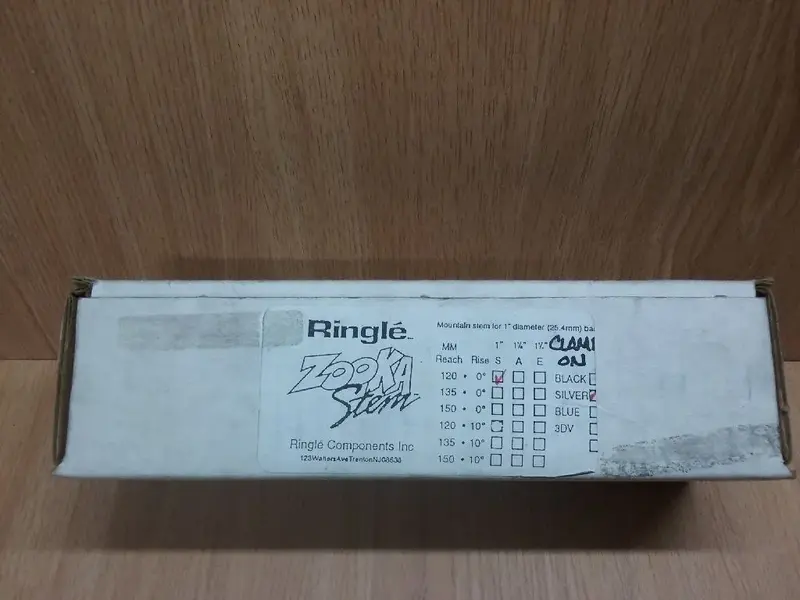 Ringlé™
ZOOKA
Stem
Ringlé Components Inc
123WaltersAveTrentonNJ08638
Mountain stem for 1" diameter (25.4mm) ba
MM 1" 1⅛" 1¼" CLAMP
Reach Rise S A E ON
120 • 0° BLACK
135 • 0° SILVER
150 • 0° BLUE
120 • 10° 3DV
135 • 10°
150 • 10°